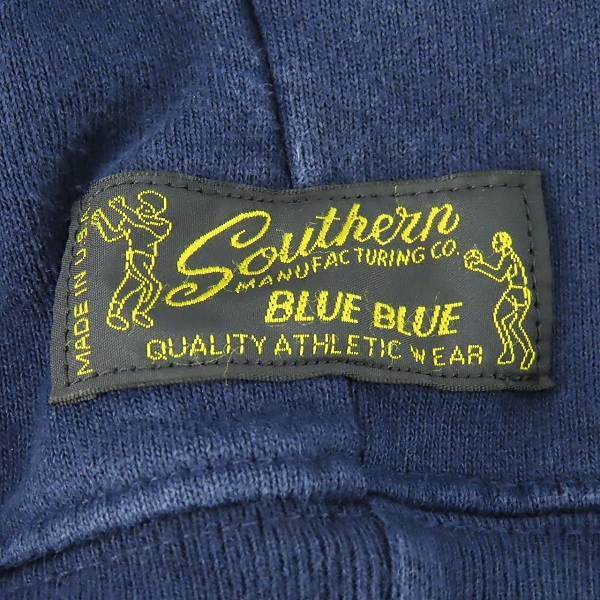 MADE IN U.S.A.
Southern
MANUFACTURING CO.
BLUE BLUE
QUALITY ATHLETIC WEAR